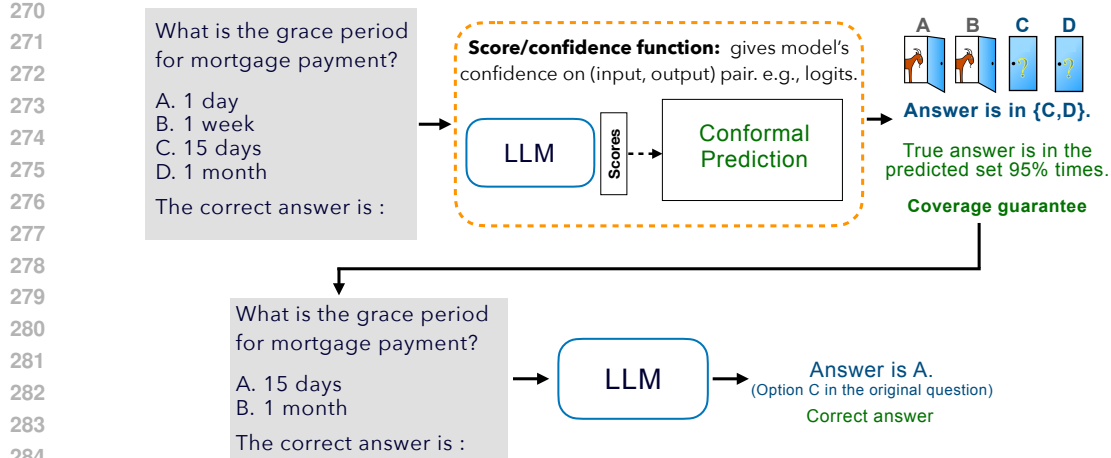 270
271
272
273
274
275
276
277
278
279
280
281
282
283
284
What is the grace period
for mortgage payment?
A. 1 day
B. 1 week
C. 15 days
D. 1 month
The correct answer is :
Score/confidence function: gives model's
confidence on (input, output) pair. e.g., logits.
LLM
Scores
Conformal
Prediction
A B C D
? ?
Answer is in {C,D}.
True answer is in the
predicted set 95% times.
Coverage guarantee
What is the grace period
for mortgage payment?
A. 15 days
B. 1 month
The correct answer is :
LLM
Answer is A.
(Option C in the original question)
Correct answer